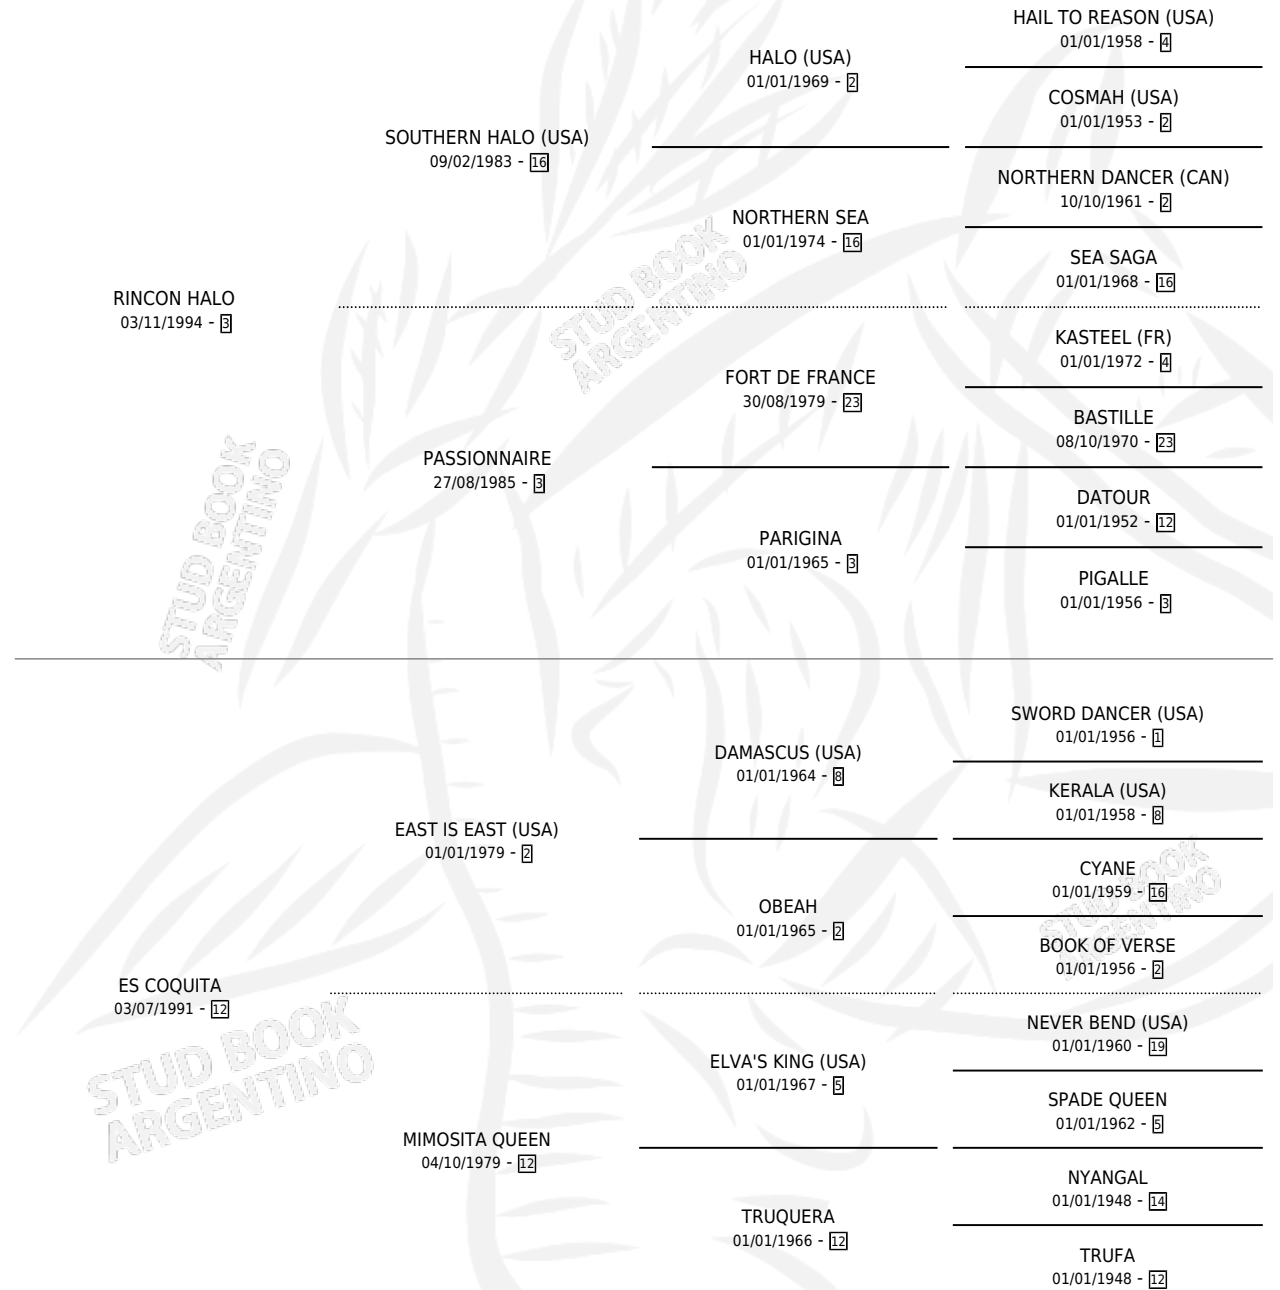 HAIL TO REASON (USA)
01/01/1958 - 4
HALO (USA)
01/01/1969 - 2
COSMAH (USA)
01/01/1953 - 2
SOUTHERN HALO (USA)
09/02/1983 - 16
NORTHERN DANCER (CAN)
10/10/1961 - 2
NORTHERN SEA
01/01/1974 - 16
SEA SAGA
01/01/1968 - 16
RINCON HALO
03/11/1994 - 3
KASTEEL (FR)
01/01/1972 - 4
FORT DE FRANCE
30/08/1979 - 23
BASTILLE
08/10/1970 - 23
PASSIONNAIRE
27/08/1985 - 3
DATOUR
01/01/1952 - 12
PARIGINA
01/01/1965 - 3
PIGALLE
01/01/1956 - 3
SWORD DANCER (USA)
01/01/1956 - 1
DAMASCUS (USA)
01/01/1964 - 8
KERALA (USA)
01/01/1958 - 8
EAST IS EAST (USA)
01/01/1979 - 2
CYANE
01/01/1959 - 16
OBEAH
01/01/1965 - 2
BOOK OF VERSE
01/01/1956 - 2
ES COQUITA
03/07/1991 - 12
NEVER BEND (USA)
01/01/1960 - 19
ELVA'S KING (USA)
01/01/1967 - 5
SPADE QUEEN
01/01/1962 - 5
MIMOSITA QUEEN
04/10/1979 - 12
NYANGAL
01/01/1948 - 14
TRUQUERA
01/01/1966 - 12
TRUFA
01/01/1948 - 12
STUD BOOK
ARGENTINO
STUD BOOK
ARGENTINO
STUD BOOK
ARGENTINO
STUD BOOK
ARGENTINO